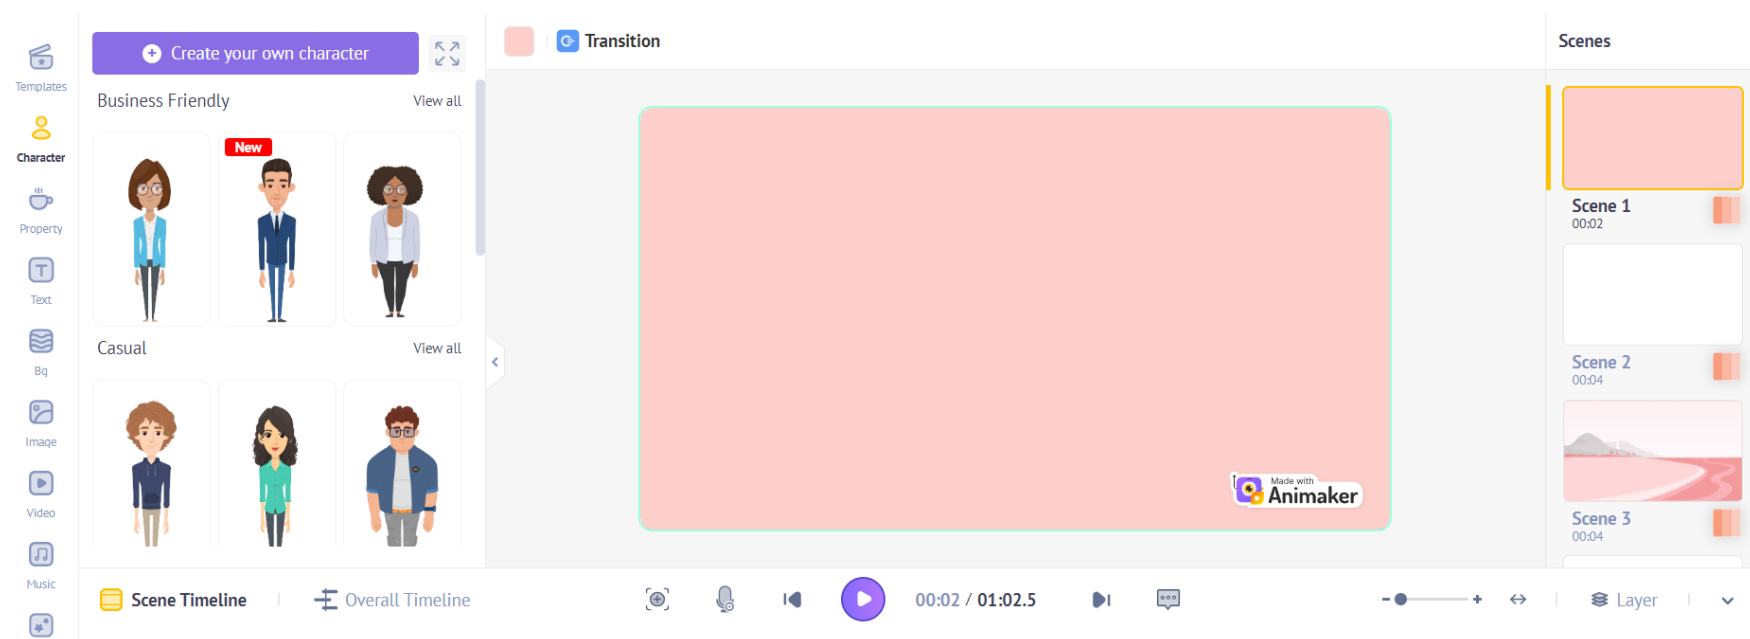 Templates
Character
Property
Text
Bg
Image
Video
Music
Create your own character
Business Friendly
View all
New
Casual
View all
Transition
Made with
Animaker
Scenes
Scene 1
00:02
Scene 2
00:04
Scene 3
00:04
Scene Timeline
Overall Timeline
00:02 / 01:02.5
Layer